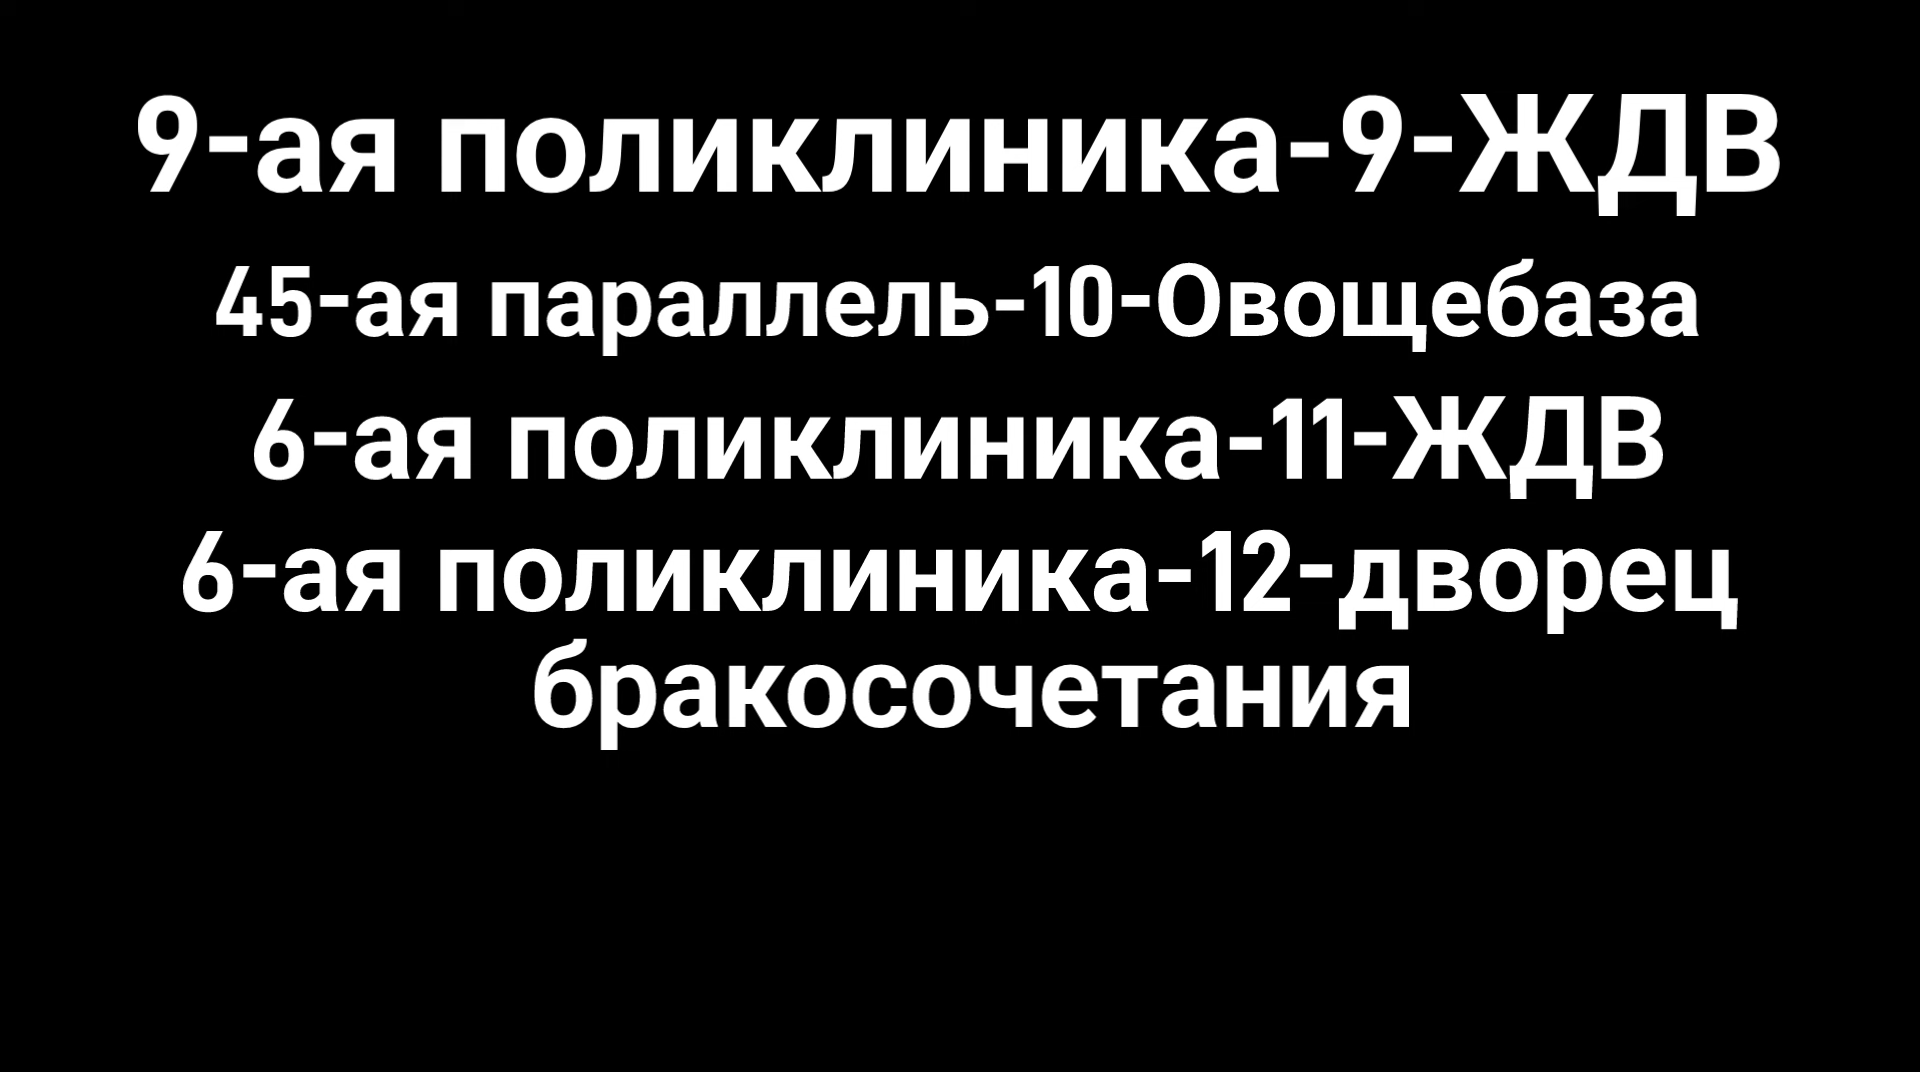 9-ая поликлиника-9-ЖДВ
45-ая параллель-10-Овощебаза
6-ая поликлиника-11-ЖДВ
6-ая поликлиника-12-дворец
бракосочетания